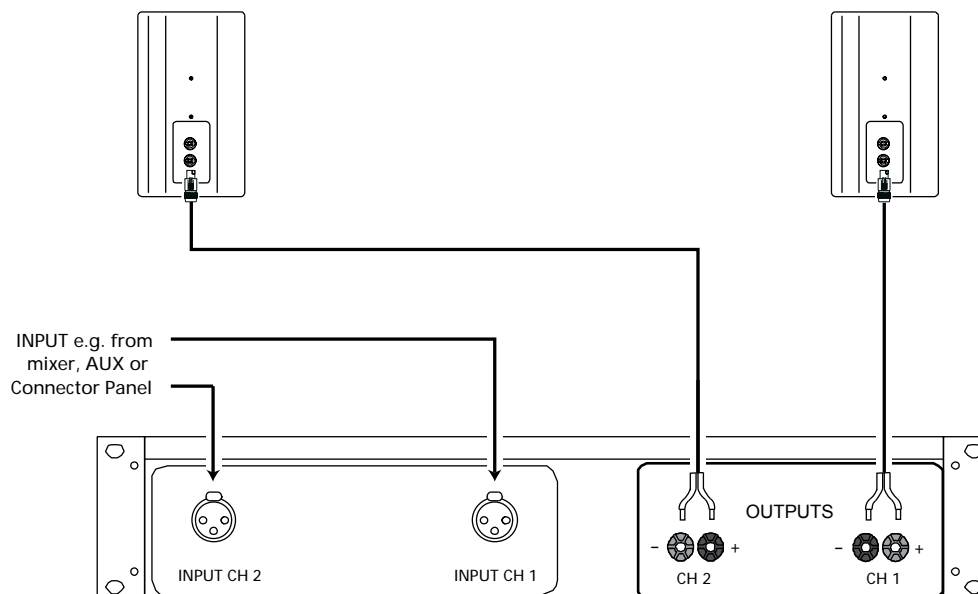 INPUT e.g. from
mixer, AUX or
Connector Panel
OUTPUTS
- +
- +
INPUT CH 2
INPUT CH 1
CH 2
CH 1